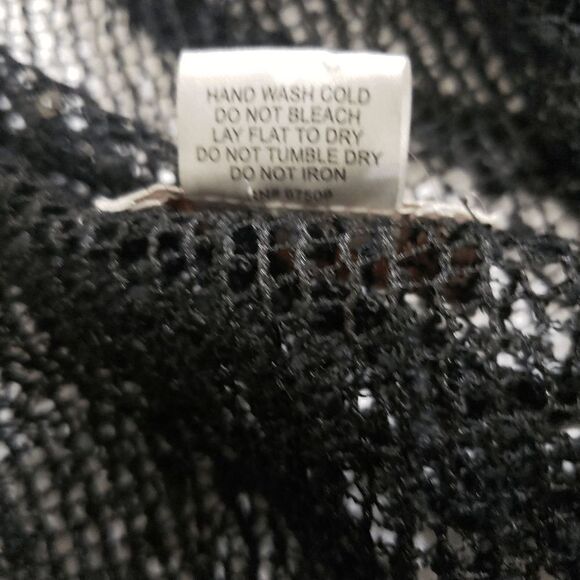 HAND WASH COLD
DO NOT BLEACH
LAY FLAT TO DRY
DO NOT TUMBLE DRY
DO NOT IRON